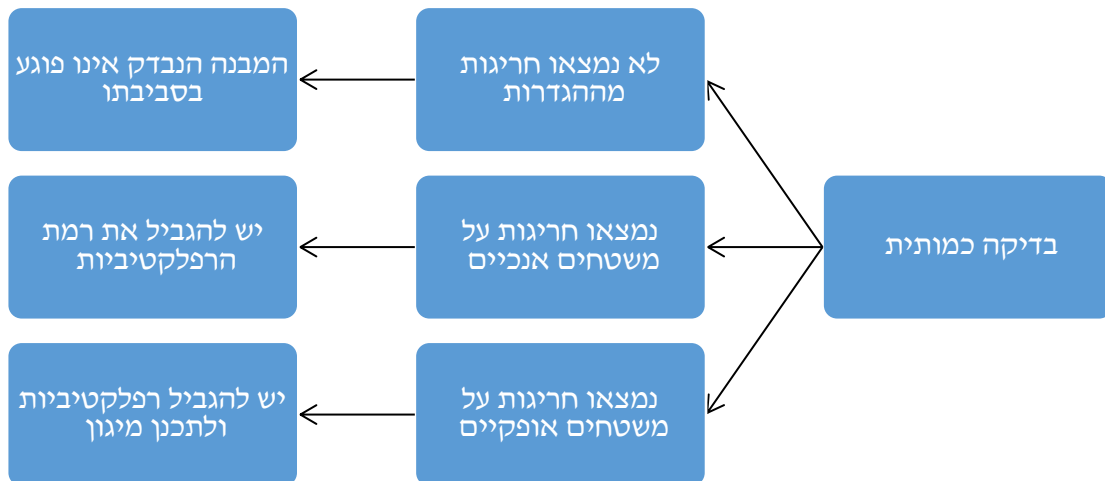 בדיקה כמותית
לא נמצאו חריגות
מההגדרות
המבנה הנבדק אינו פוגע
בסביבתו
נמצאו חריגות על
משטחים אנכיים
יש להגביל את רמת
הרפלקטיביות
נמצאו חריגות על
משטחים אופקיים
יש להגביל רפלקטיביות
ולתכנן מיגון